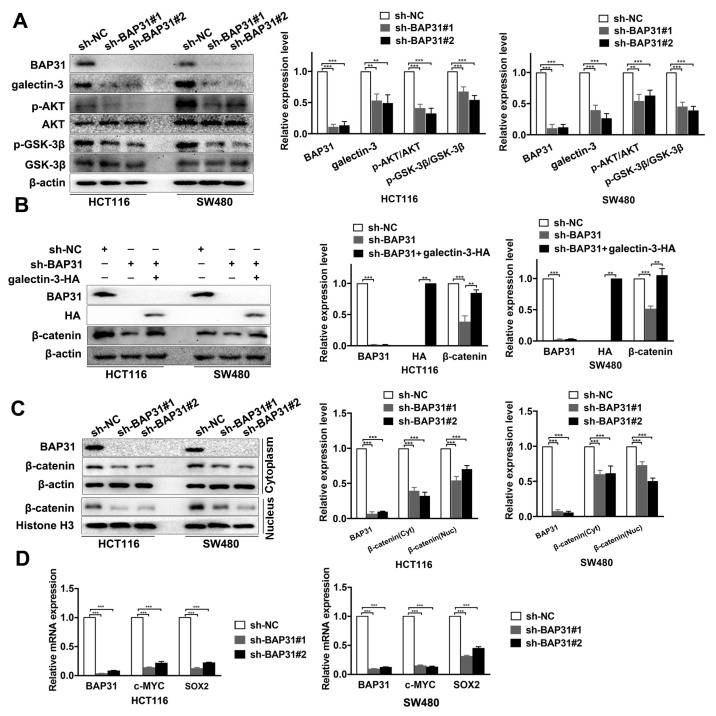 A
sh-NC
sh-BAP31#1
sh-BAP31#2
sh-NC
sh-BAP31#1
sh-BAP31#2
BAP31
galectin-3
p-AKT
AKT
p-GSK-3β
GSK-3β
β-actin
HCT116 SW480
Relative expression level
sh-NC
sh-BAP31#1
sh-BAP31#2
1.5
1.0
0.5
0.0
*** *** ** ** *** *** *** ***
BAP31 galectin-3 p-AKT/AKT p-GSK-3β/GSK-3β
HCT116
Relative expression level
sh-NC
sh-BAP31#1
sh-BAP31#2
1.5
1.0
0.5
0.0
*** *** *** *** ** *** *** ***
BAP31 galectin-3 p-AKT/AKT p-GSK-3β/GSK-3β
SW480
B
sh-NC + − − + − −
sh-BAP31 − + + − + +
galectin-3-HA − − + − − +
BAP31
HA
β-catenin
β-actin
HCT116 SW480
Relative expression level
sh-NC
sh-BAP31
sh-BAP31+galectin-3-HA
1.5
1.0
0.5
0.0
*** ** *** **
BAP31 HA β-catenin
HCT116
Relative expression level
sh-NC
sh-BAP31
sh-BAP31+galectin-3-HA
1.5
1.0
0.5
0.0
*** ** *** **
BAP31 HA β-catenin
SW480
C
sh-NC
sh-BAP31#1
sh-BAP31#2
sh-NC
sh-BAP31#1
sh-BAP31#2
BAP31
β-catenin
β-actin
Cytoplasm
β-catenin
Histone H3
Nucleus
HCT116 SW480
Relative expression level
sh-NC
sh-BAP31#1
sh-BAP31#2
1.5
1.0
0.5
0.0
*** *** *** *** *** ***
BAP31 β-catenin(Cyt) β-catenin(Nuc)
HCT116
Relative expression level
sh-NC
sh-BAP31#1
sh-BAP31#2
1.5
1.0
0.5
0.0
*** *** *** *** *** ***
BAP31 β-catenin(Cyt) β-catenin(Nuc)
SW480
D
Relative mRNA expression
1.5
1.0
0.5
0.0
*** *** *** *** *** ***
sh-NC
sh-BAP31#1
sh-BAP31#2
BAP31 c-MYC SOX2
HCT116
Relative mRNA expression
1.5
1.0
0.5
0.0
*** *** *** *** *** ***
sh-NC
sh-BAP31#1
sh-BAP31#2
BAP31 c-MYC SOX2
SW480